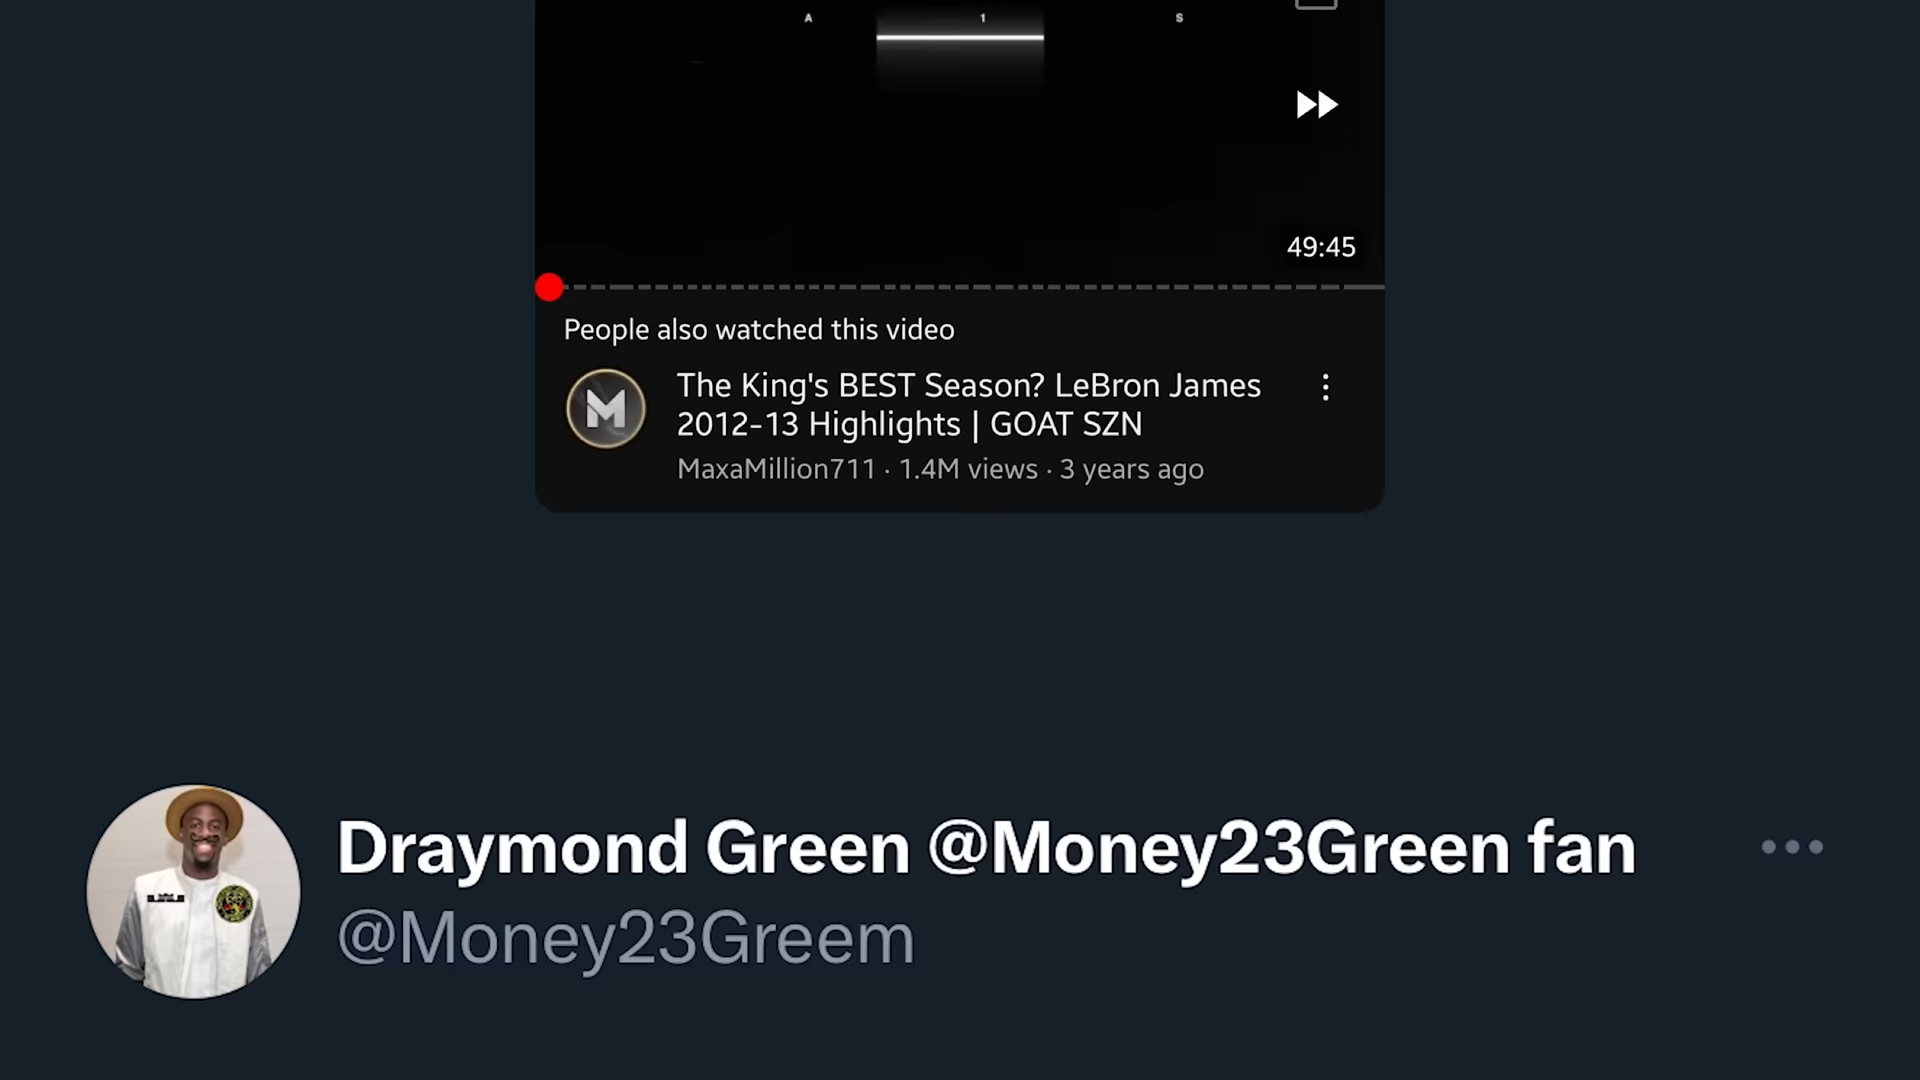 A 1 S
49:45
People also watched this video
M
The King's BEST Season? LeBron James
2012-13 Highlights | GOAT SZN
MaxaMillion711 · 1.4M views · 3 years ago
Draymond Green @Money23Green fan
@Money23Greem